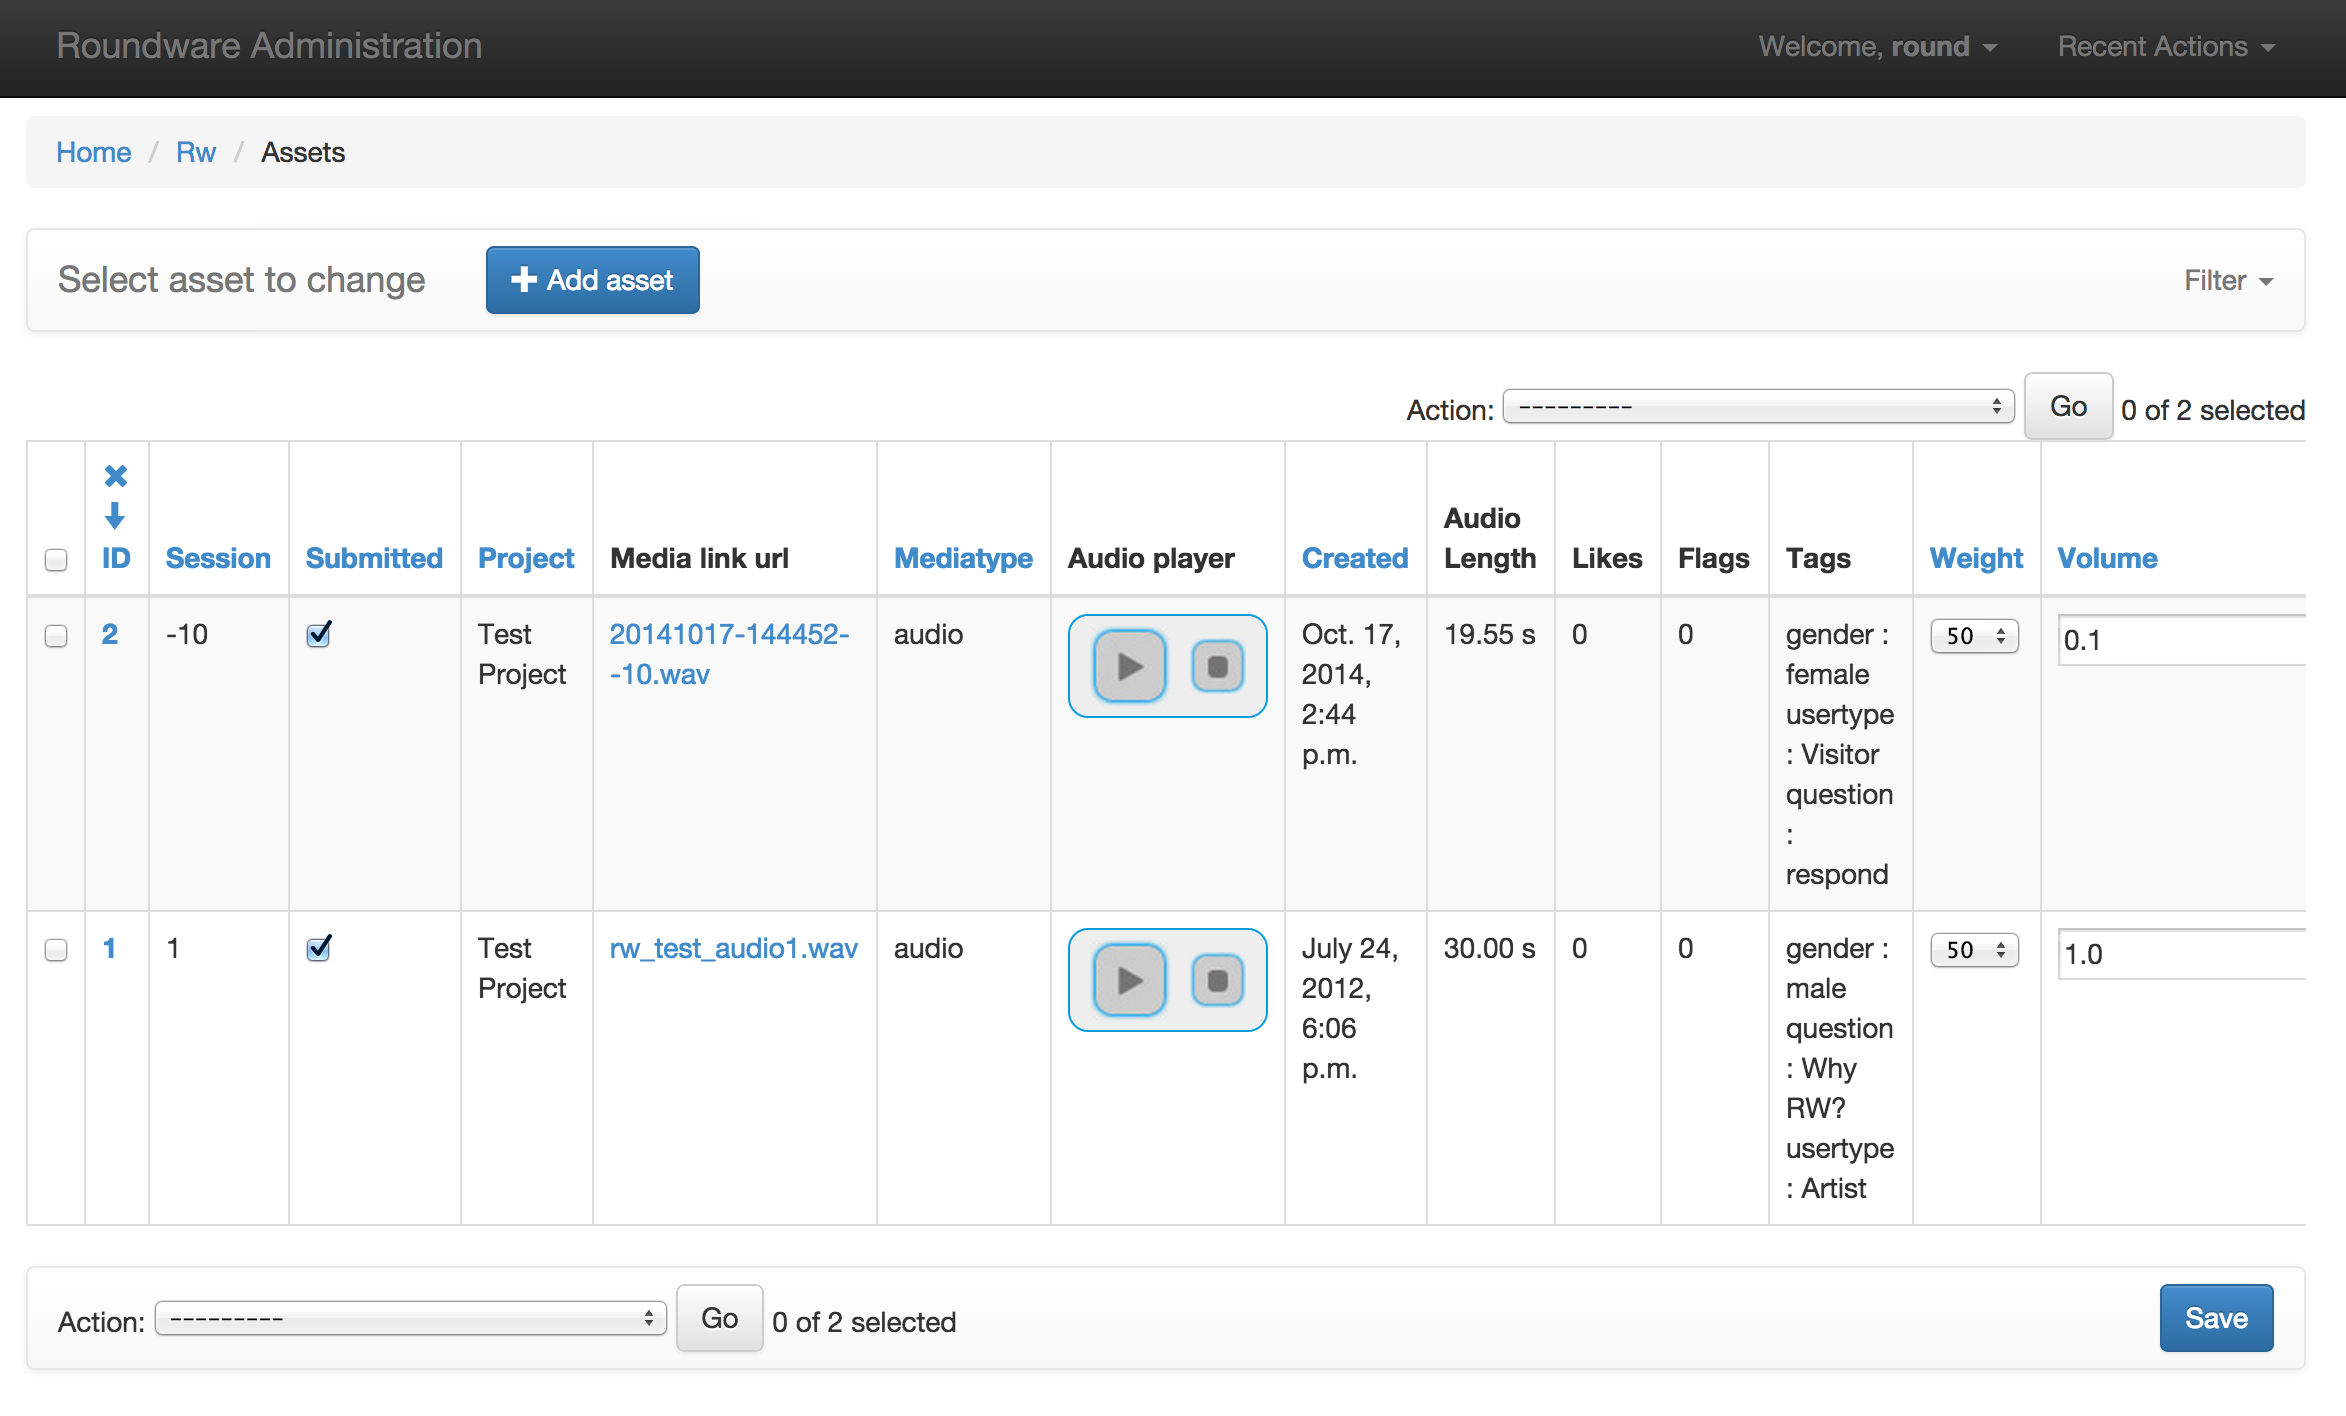 Roundware Administration
Welcome, round
Recent Actions
Home / Rw / Assets
Select asset to change
Add asset
Filter
Action: --------- Go 0 of 2 selected
ID Session Submitted Project Media link url Mediatype Audio player Created Audio Length Likes Flags Tags Weight Volume
2 -10 Test Project 20141017-144452--10.wav audio Oct. 17, 2014, 2:44 p.m. 19.55 s 0 0 gender : female usertype : Visitor question : respond 50 0.1
1 1 Test Project rw_test_audio1.wav audio July 24, 2012, 6:06 p.m. 30.00 s 0 0 gender : male question : Why RW? usertype : Artist 50 1.0
Action: --------- Go 0 of 2 selected
Save